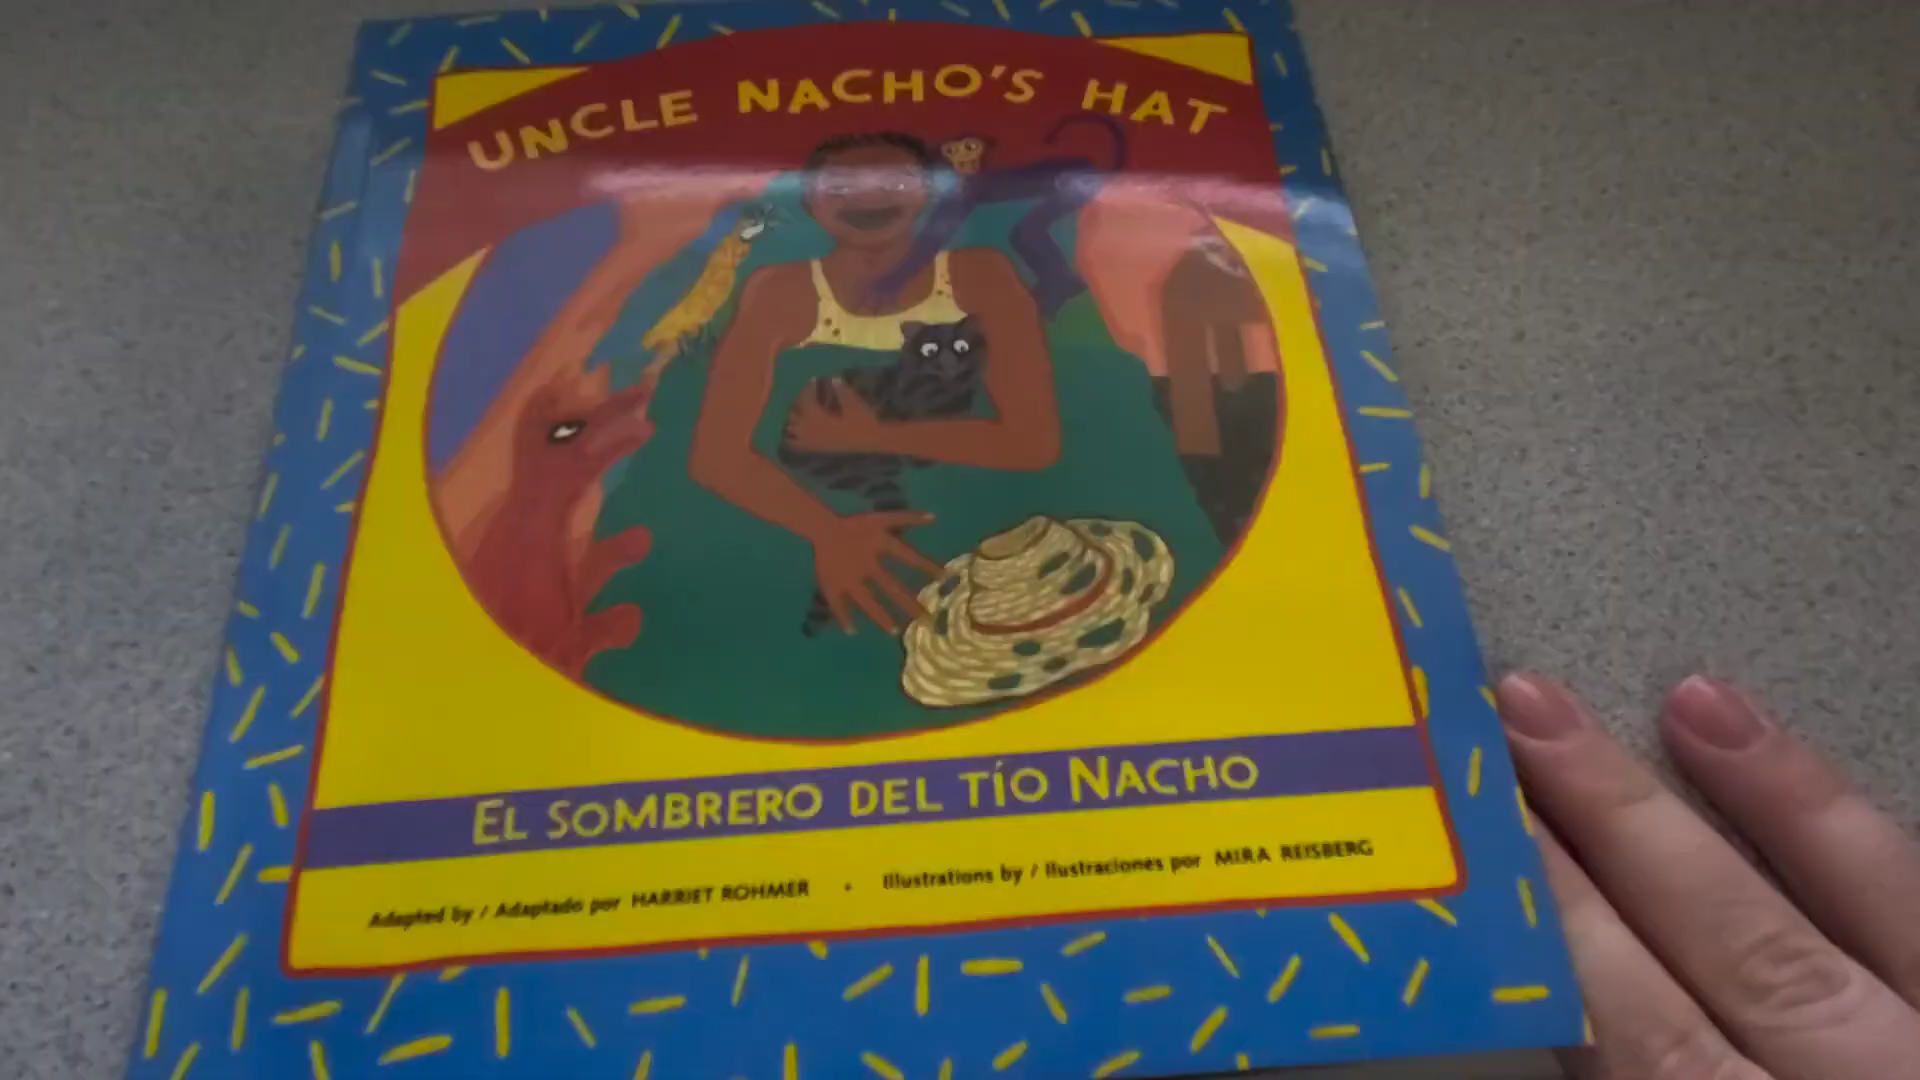 UNCLE NACHO'S HAT
EL SOMBRERO DEL TÍO NACHO
Adapted by / Adaptado por HARRIET ROHMER • Illustrations by / Ilustraciones por MIRA REISBERG